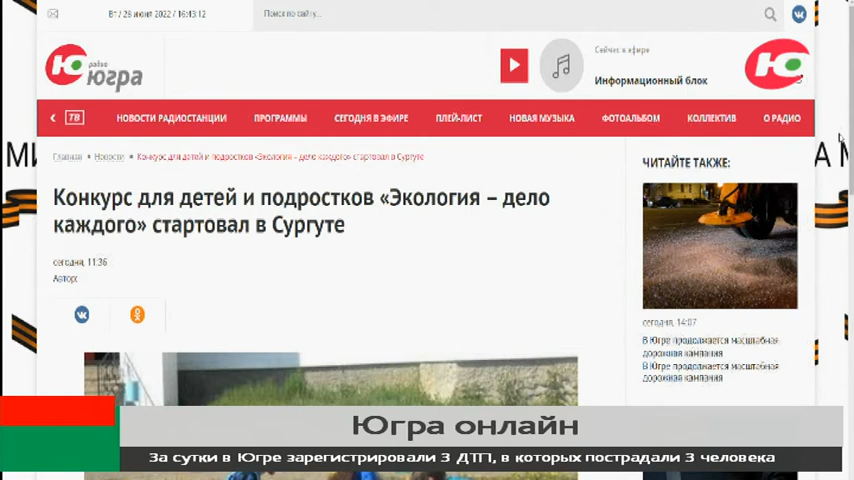 Вт / 28 июня 2022 / 16:43:12
Поиск по сайту...
Ю радио ЮГРА
Сейчас в эфире
Информационный блок
Ю
ТВ НОВОСТИ РАДИОСТАНЦИИ ПРОГРАММЫ СЕГОДНЯ В ЭФИРЕ ПЛЕЙ-ЛИСТ НОВАЯ МУЗЫКА ФОТОАЛЬБОМ КОЛЛЕКТИВ О РАДИО
Главная › Новости › Конкурс для детей и подростков «Экология – дело каждого» стартовал в Сургуте
Конкурс для детей и подростков «Экология – дело
каждого» стартовал в Сургуте
сегодня, 11:36
Автор:
ЧИТАЙТЕ ТАКЖЕ:
сегодня, 14:07
В Югре продолжается масштабная
дорожная кампания
В Югре продолжается масштабная
дорожная кампания
Югра онлайн
За сутки в Югре зарегистрировали 3 ДТП, в которых пострадали 3 человека